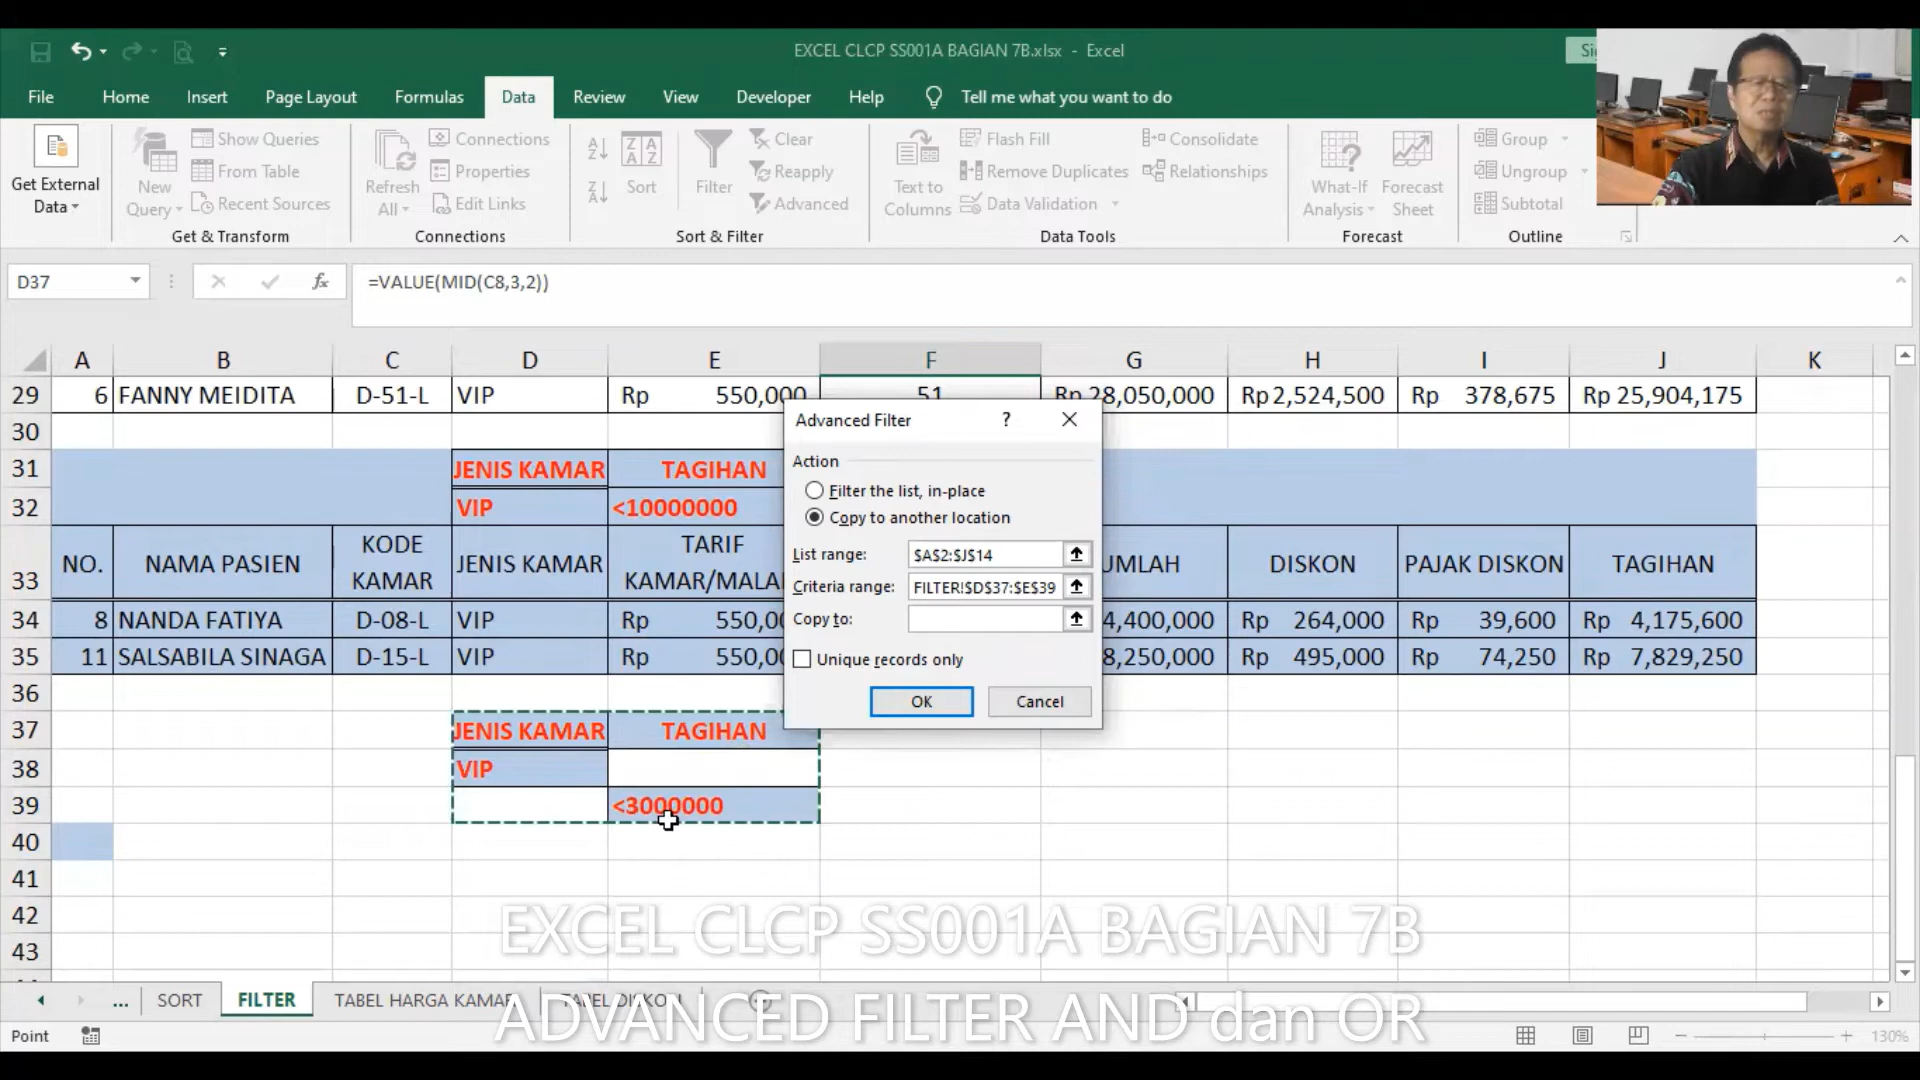 EXCEL CLCP SS001A BAGIAN 7B.xlsx - Excel
File Home Insert Page Layout Formulas Data Review View Developer Help Tell me what you want to do
Get External Data
New Query
Show Queries
From Table
Recent Sources
Get & Transform
Refresh All
Connections
Properties
Edit Links
Connections
Sort
Filter
Clear
Reapply
Advanced
Sort & Filter
Text to Columns
Flash Fill
Remove Duplicates
Data Validation
Consolidate
Relationships
Data Tools
What-If Analysis
Forecast Sheet
Forecast
Group
Ungroup
Subtotal
Outline
D37 fx =VALUE(MID(C8,3,2))
A B C D E F G H I J K
29 6 FANNY MEIDITA D-51-L VIP Rp 550,000 51 Rp 28,050,000 Rp 2,524,500 Rp 378,675 Rp 25,904,175
30
31 JENIS KAMAR TAGIHAN
32 VIP <10000000
33 NO. NAMA PASIEN KODE KAMAR JENIS KAMAR TARIF DISKON PAJAK DISKON TAGIHAN
34 8 NANDA FATIYA D-08-L VIP Rp 4,400,000 Rp 264,000 Rp 39,600 Rp 4,175,600
35 11 SALSABILA SINAGA D-15-L VIP Rp 8,250,000 Rp 495,000 Rp 74,250 Rp 7,829,250
36
37 JENIS KAMAR TAGIHAN
38 VIP
39 <3000000
40
41
42
43
Advanced Filter ?
Action
Filter the list, in-place
Copy to another location
List range: $A$2:$J$14
Criteria range: FILTER!$D$37:$E$39
Copy to:
Unique records only
OK Cancel
EXCEL CLCP SS001A BAGIAN 7B
... SORT FILTER TABEL HARGA KAMAR
ADVANCED FILTER AND dan OR
Point 130%